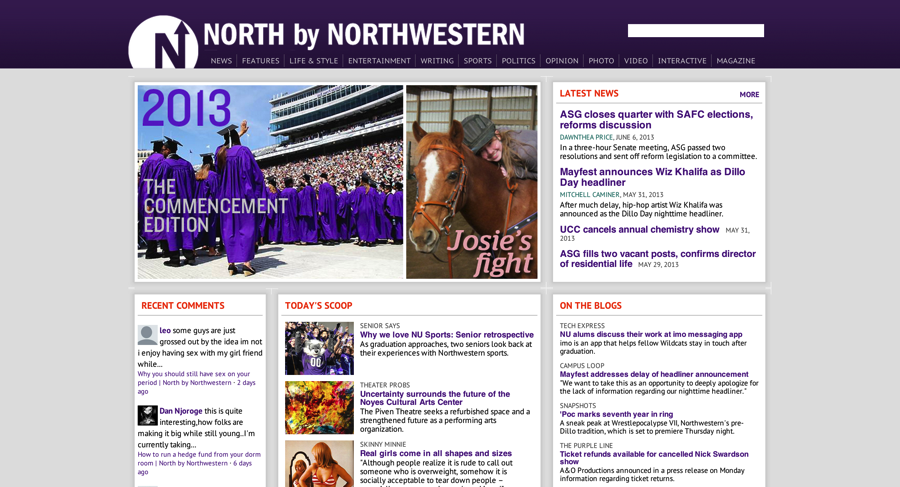 N NORTH by NORTHWESTERN
NEWS FEATURES LIFE & STYLE ENTERTAINMENT WRITING SPORTS POLITICS OPINION PHOTO VIDEO INTERACTIVE MAGAZINE
2013
THE
COMMENCEMENT
EDITION
Josie's
fight
LATEST NEWS MORE
ASG closes quarter with SAFC elections,
reforms discussion
DAWNTHEA PRICE, JUNE 6, 2013
In a three-hour Senate meeting, ASG passed two
resolutions and sent off reform legislation to a committee.
Mayfest announces Wiz Khalifa as Dillo
Day headliner
MITCHELL CAMINER, MAY 31, 2013
After much delay, hip-hop artist Wiz Khalifa was
announced as the Dillo Day nighttime headliner.
UCC cancels annual chemistry show MAY 31,
2013
ASG fills two vacant posts, confirms director
of residential life MAY 29, 2013
RECENT COMMENTS
leo some guys are just
grossed out by the idea im not
i enjoy having sex with my girl friend
while...
Why you should still have sex on your
period | North by Northwestern · 2 days
ago
Dan Njoroge this is quite
interesting,how folks are
making it big while still young..I'm
currently taking...
How to run a hedge fund from your dorm
room | North by Northwestern · 6 days
ago
TODAY'S SCOOP
SENIOR SAYS
Why we love NU Sports: Senior retrospective
As graduation approaches, two seniors look back at
their experiences with Northwestern sports.
THEATER PROBS
Uncertainty surrounds the future of the
Noyes Cultural Arts Center
The Piven Theatre seeks a refurbished space and a
strengthened future as a performing arts
organization.
SKINNY MINNIE
Real girls come in all shapes and sizes
"Although people realize it is rude to call out
someone who is overweight, somehow it is
socially acceptable to tear down people –
ON THE BLOGS
TECH EXPRESS
NU alums discuss their work at imo messaging app
imo is an app that helps fellow Wildcats stay in touch after
graduation.
CAMPUS LOOP
Mayfest addresses delay of headliner announcement
"We want to take this as an opportunity to deeply apologize for
the lack of information regarding our nighttime headliner."
SNAPSHOTS
'Poc marks seventh year in ring
A sneak peak at Wrestlepocalypse VII, Northwestern's pre-
Dillo tradition, which is set to premiere Thursday night.
THE PURPLE LINE
Ticket refunds available for cancelled Nick Swardson
show
A&O Productions announced in a press release on Monday
information regarding ticket returns.